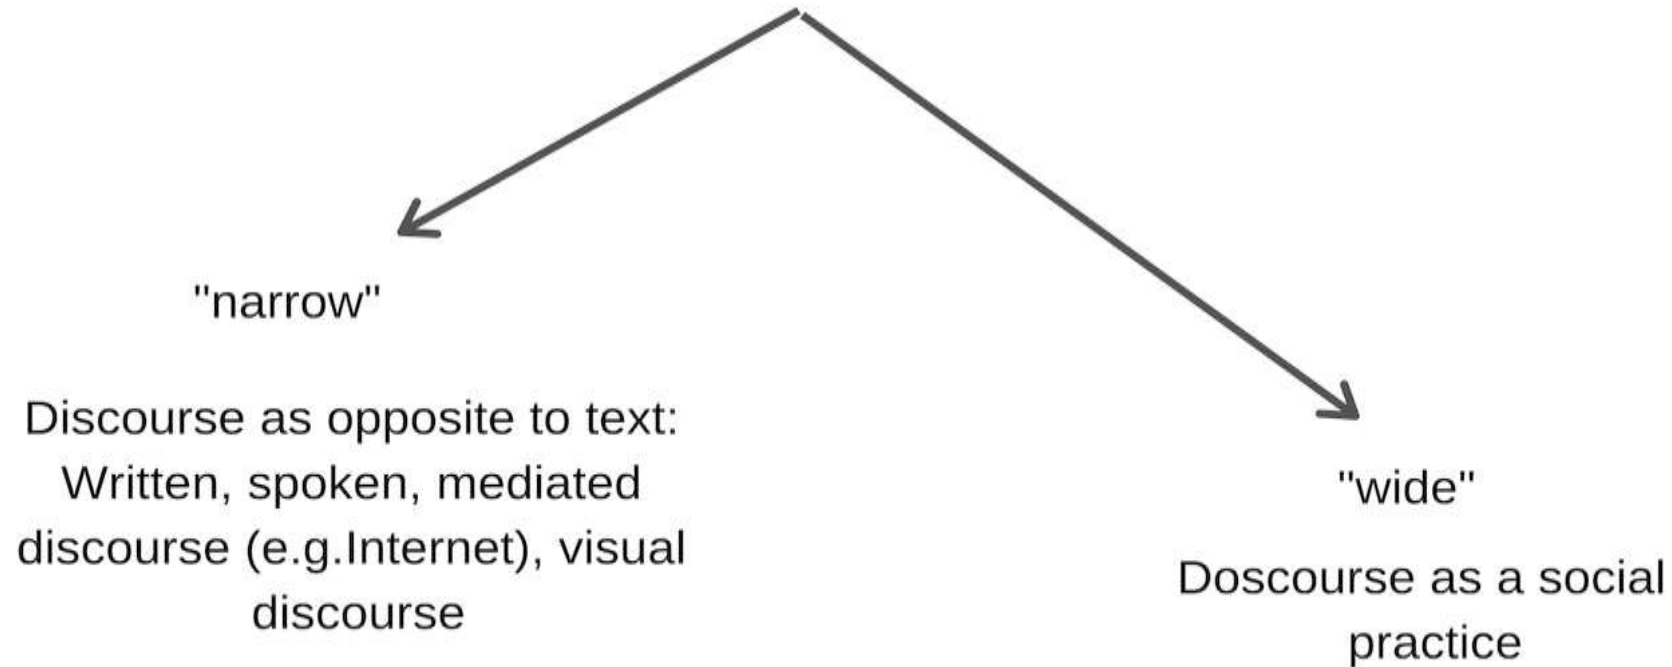 "narrow"
Discourse as opposite to text:
Written, spoken, mediated
discourse (e.g.Internet), visual
discourse
"wide"
Doscourse as a social
practice